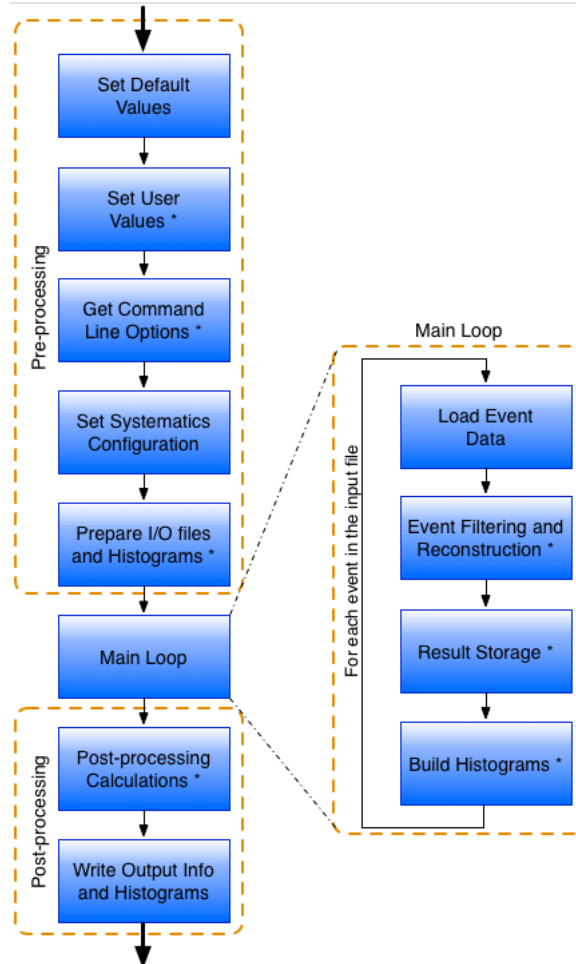 Pre-processing
Set Default
Values
Set User
Values *
Get Command
Line Options *
Set Systematics
Configuration
Prepare I/O files
and Histograms *
Main Loop
Post-processing
Post-processing
Calculations *
Write Output Info
and Histograms
Main Loop
For each event in the input file
Load Event
Data
Event Filtering and
Reconstruction *
Result Storage *
Build Histograms *